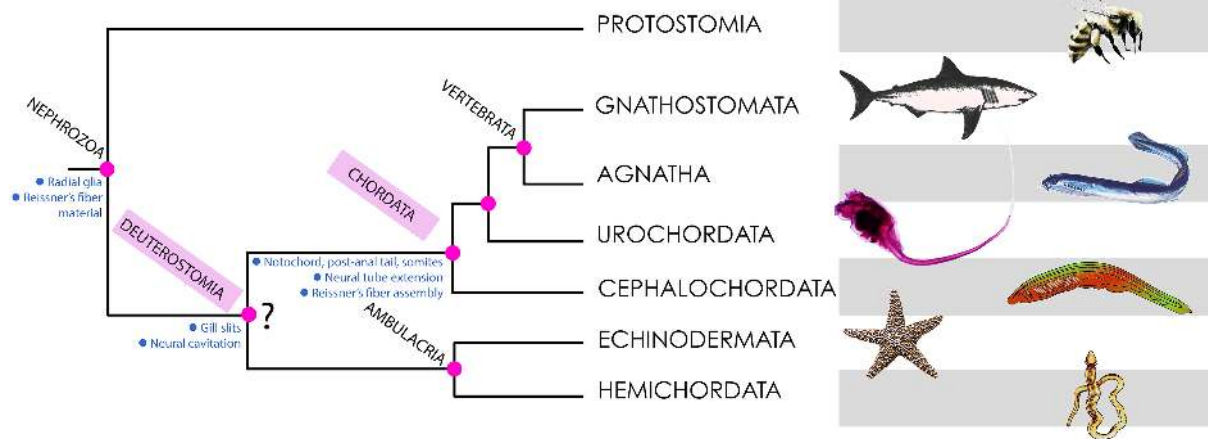 PROTOSTOMIA
NEPHROZOA
● Radial glia
● Reissner's fiber
material
VERTEBRATA
GNATHOSTOMATA
AGNATHA
CHORDATA
UROCHORDATA
DEUTEROSTOMIA
● Notochord, post-anal tail, somites
● Neural tube extension
● Reissner's fiber assembly
CEPHALOCHORDATA
?
● Gill slits
● Neural cavitation
AMBULACRIA
ECHINODERMATA
HEMICHORDATA